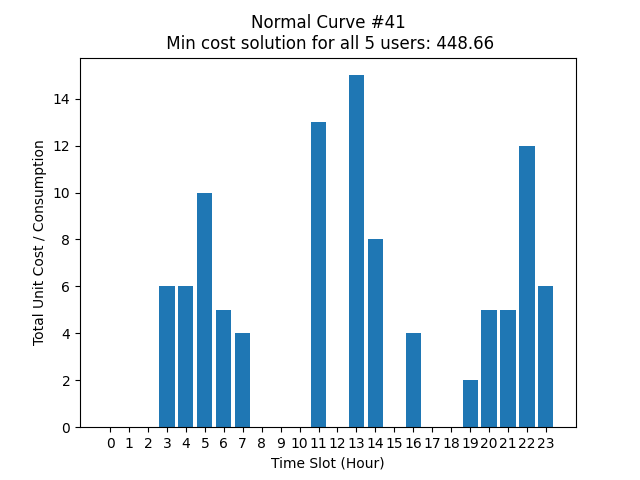 Normal Curve #41
Min cost solution for all 5 users: 448.66
Total Unit Cost / Consumption
14
12
10
8
6
4
2
0
0 1 2 3 4 5 6 7 8 9 10 11 12 13 14 15 16 17 18 19 20 21 22 23
Time Slot (Hour)